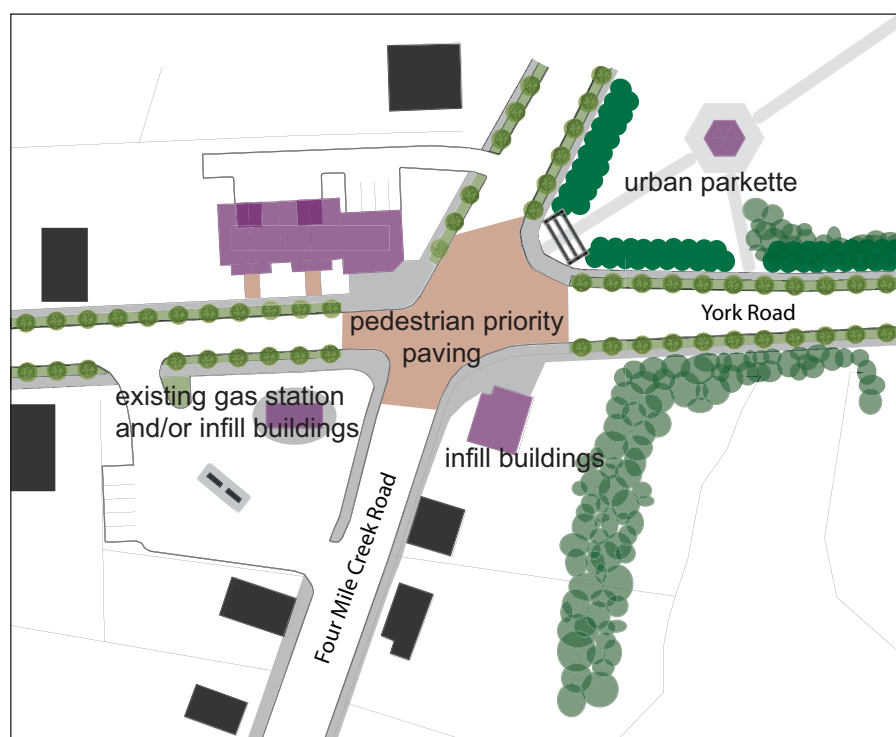 urban parkette
York Road
pedestrian priority
paving
existing gas station
and/or infill buildings
infill buildings
Four Mile Creek Road